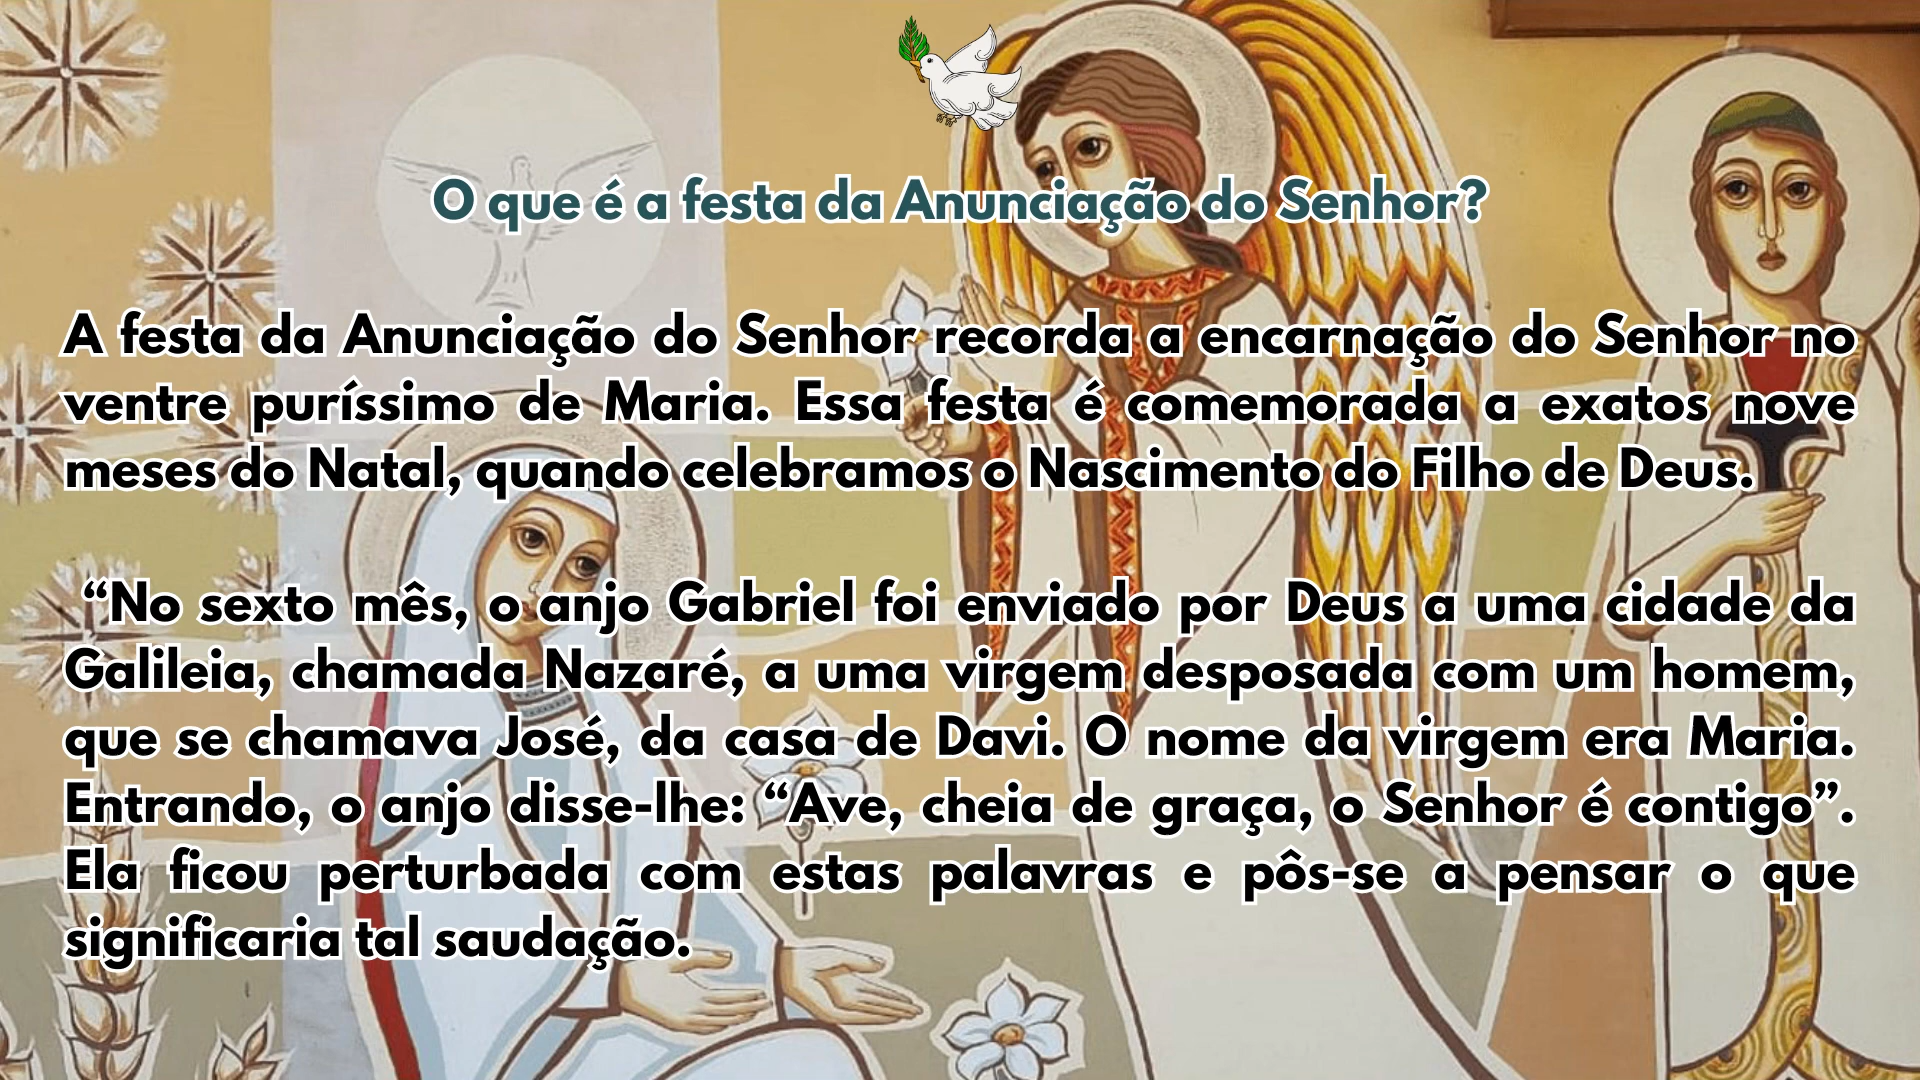 O que é a festa da Anunciação do Senhor?
A festa da Anunciação do Senhor recorda a encarnação do Senhor no
ventre puríssimo de Maria. Essa festa é comemorada a exatos nove
meses do Natal, quando celebramos o Nascimento do Filho de Deus.
“No sexto mês, o anjo Gabriel foi enviado por Deus a uma cidade da
Galileia, chamada Nazaré, a uma virgem desposada com um homem,
que se chamava José, da casa de Davi. O nome da virgem era Maria.
Entrando, o anjo disse-lhe: “Ave, cheia de graça, o Senhor é contigo”.
Ela ficou perturbada com estas palavras e pôs-se a pensar o que
significaria tal saudação.